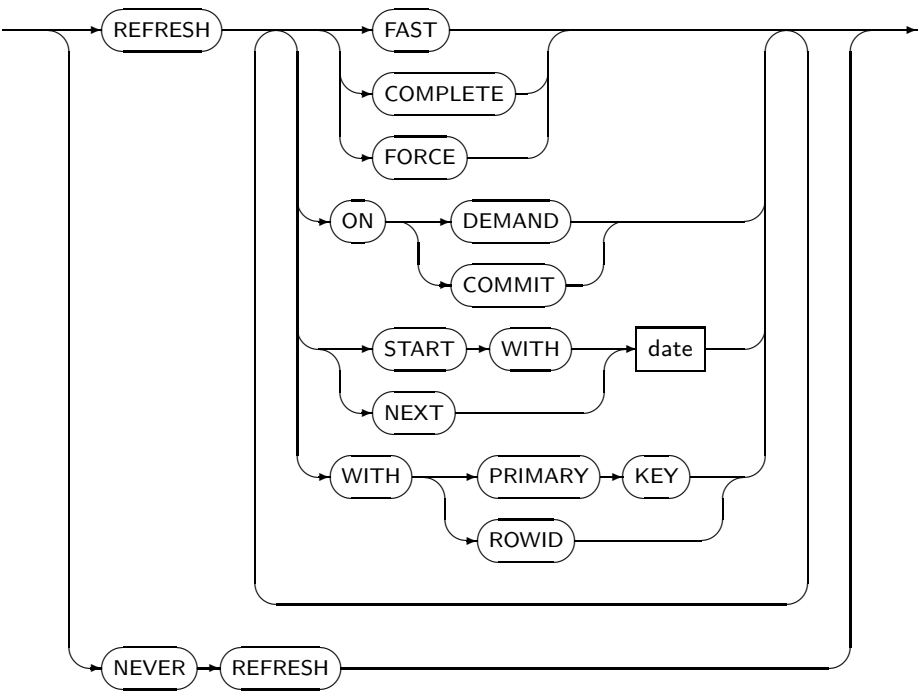 REFRESH FAST
COMPLETE
FORCE
ON DEMAND
COMMIT
START WITH date
NEXT
WITH PRIMARY KEY
ROWID
NEVER REFRESH